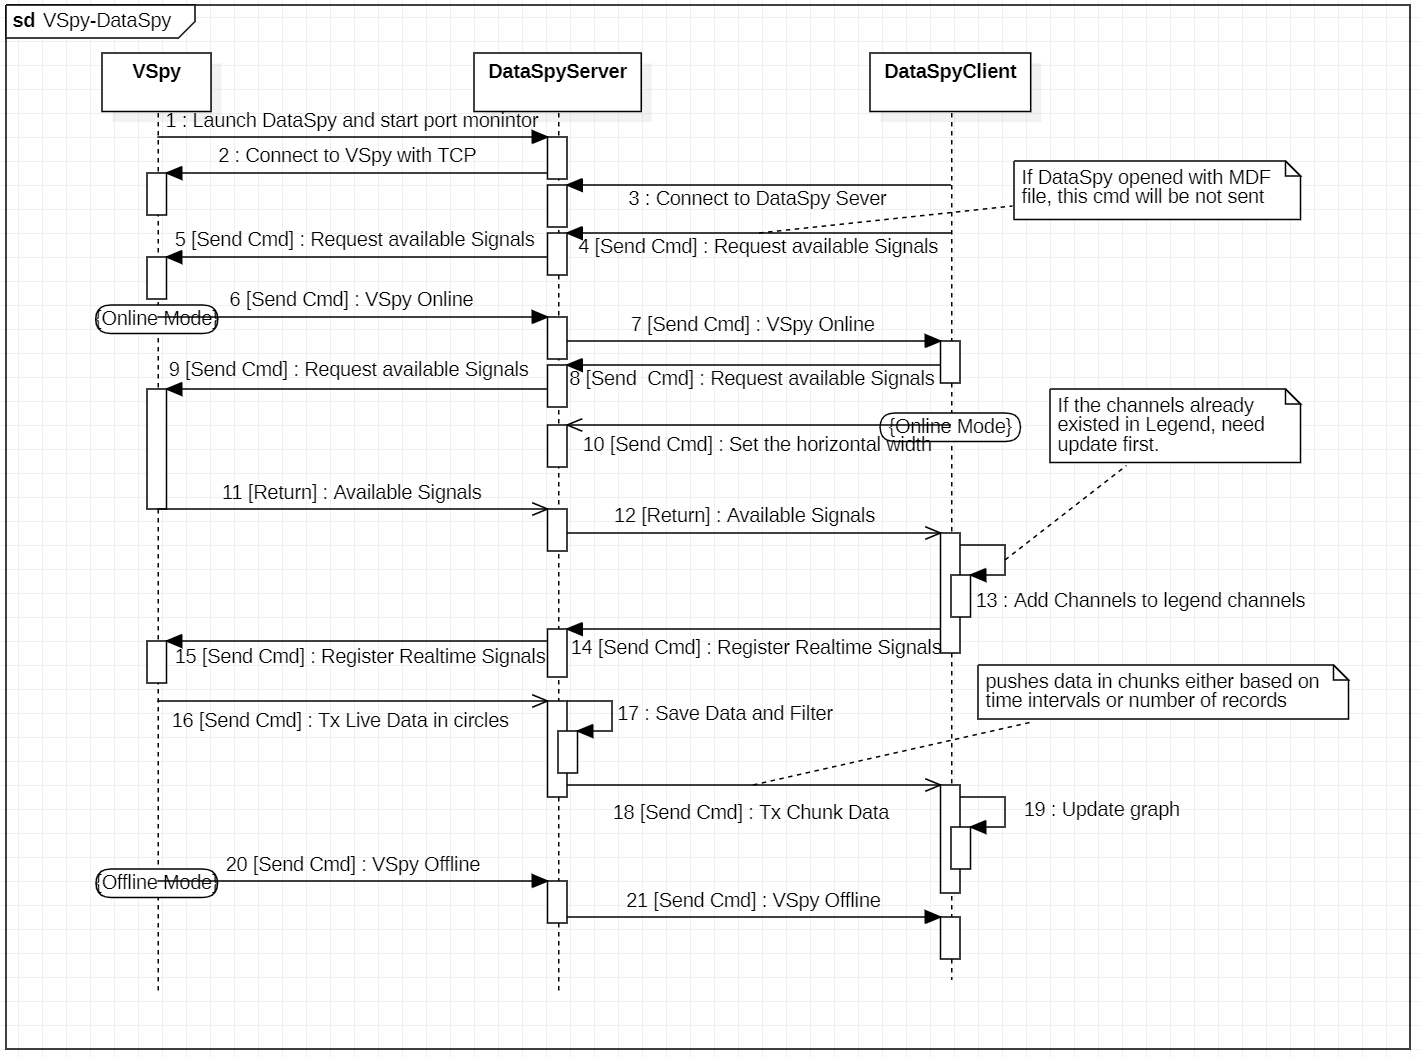 sd VSpy-DataSpy
VSpy
DataSpyServer
DataSpyClient
1 : Launch DataSpy and start port monintor
2 : Connect to VSpy with TCP
If DataSpy opened with MDF
file, this cmd will be not sent
3 : Connect to DataSpy Sever
5 [Send Cmd] : Request available Signals
4 [Send Cmd] : Request available Signals
6 [Send Cmd] : VSpy Online
{Online Mode}
7 [Send Cmd] : VSpy Online
9 [Send Cmd] : Request available Signals
8 [Send  Cmd] : Request available Signals
If the channels already
existed in Legend, need
update first.
{Online Mode}
10 [Send Cmd] : Set the horizontal width
11 [Return] : Available Signals
12 [Return] : Available Signals
13 : Add Channels to legend channels
14 [Send Cmd] : Register Realtime Signals
15 [Send Cmd] : Register Realtime Signals
pushes data in chunks either based on
time intervals or number of records
16 [Send Cmd] : Tx Live Data in circles
17 : Save Data and Filter
18 [Send Cmd] : Tx Chunk Data
19 : Update graph
20 [Send Cmd] : VSpy Offline
{Offline Mode}
21 [Send Cmd] : VSpy Offline